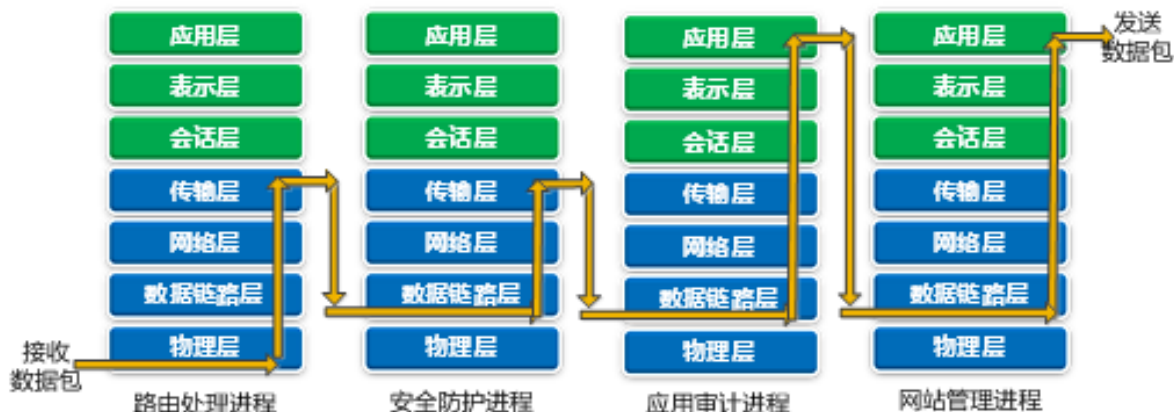 应用层
表示层
会话层
传输层
网络层
数据链路层
物理层
路由处理进程
应用层
表示层
会话层
传输层
网络层
数据链路层
物理层
安全防护进程
应用层
表示层
会话层
传输层
网络层
数据链路层
物理层
应用审计进程
应用层
表示层
会话层
传输层
网络层
数据链路层
物理层
网站管理进程
接收
数据包
发送
数据包